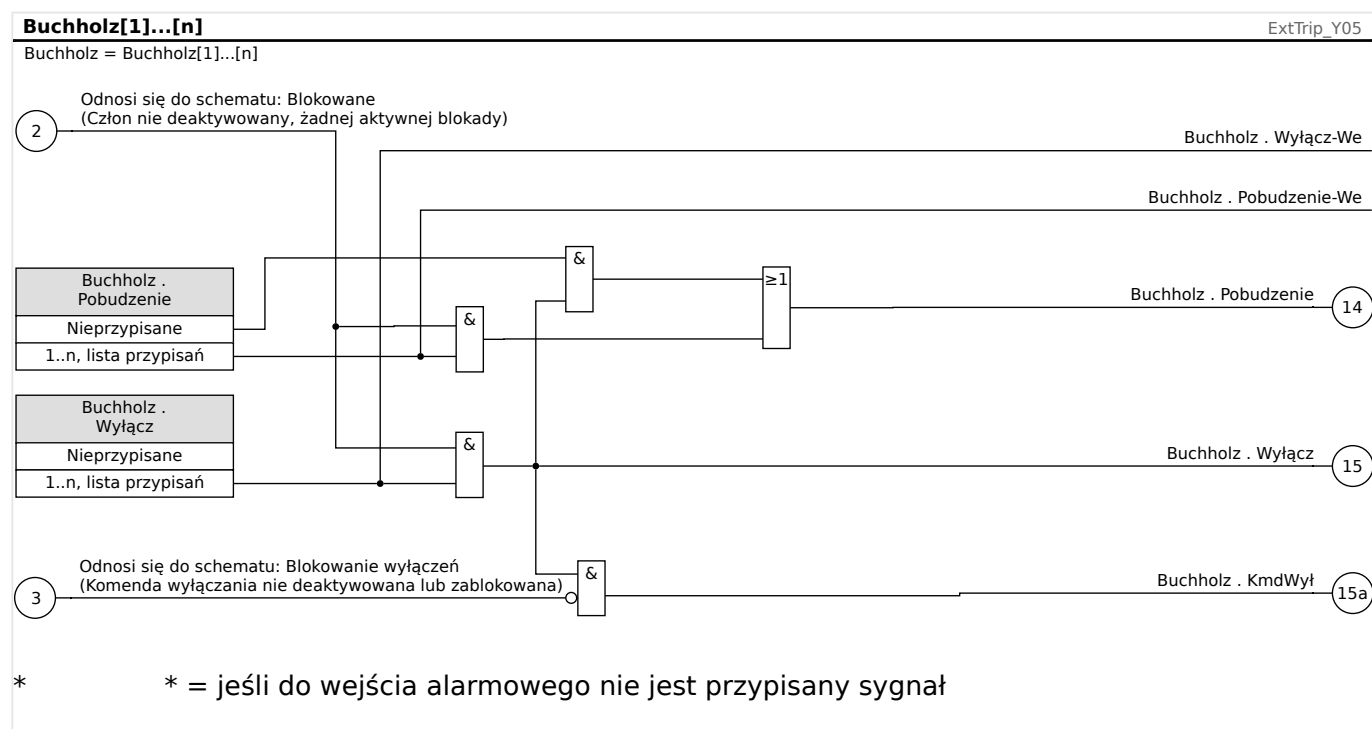 Buchholz[1]...[n]
ExtTrip_Y05
Buchholz = Buchholz[1]...[n]
Odnosi się do schematu: Blokowane
(Człon nie deaktywowany, żadnej aktywnej blokady)
2
Buchholz . Wyłącz-We
Buchholz . Pobudzenie-We
&
≥1
Buchholz .
Pobudzenie
Nieprzypisane
1..n, lista przypisań
&
Buchholz . Pobudzenie
14
Buchholz .
Wyłącz
Nieprzypisane
1..n, lista przypisań
&
Buchholz . Wyłącz
15
Odnosi się do schematu: Blokowanie wyłączeń
(Komenda wyłączania nie deaktywowana lub zablokowana)
3
&
Buchholz . KmdWył
15a
* * = jeśli do wejścia alarmowego nie jest przypisany sygnał